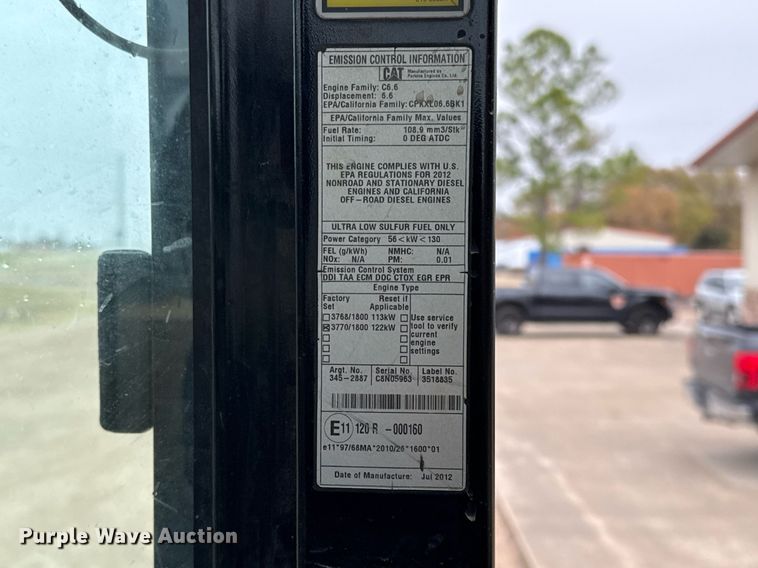 EMISSION CONTROL INFORMATION
CAT Manufactured by
Perkins Engines Co. Ltd.
Engine Family: C6.6
Displacement: 6.6
EPA/California Family: CPKXL06.6BK1
EPA/California Family Max. Values
Fuel Rate: 108.9 mm3/Stk
Initial Timing: 0 DEG ATDC
THIS ENGINE COMPLIES WITH U.S.
EPA REGULATIONS FOR 2012
NONROAD AND STATIONARY DIESEL
ENGINES AND CALIFORNIA
OFF-ROAD DIESEL ENGINES
ULTRA LOW SULFUR FUEL ONLY
Power Category 56<kW<130
FEL (g/kWh) NMHC: N/A
NOx: N/A PM: 0.01
Emission Control System
DDI TAA ECM DOC CTOX EGR EPR
Engine Type
Factory Set Reset if Applicable
3768/1800 113kW
3770/1800 122kW
Use service
tool to verify
current
engine
settings
Argt. No. Serial No. Label No.
345-2887 C8N05963 3518835
E11 120 R -000160
e11*97/68MA*2010/26*1600*01
Date of Manufacture: Jul 2012
Purple Wave Auction